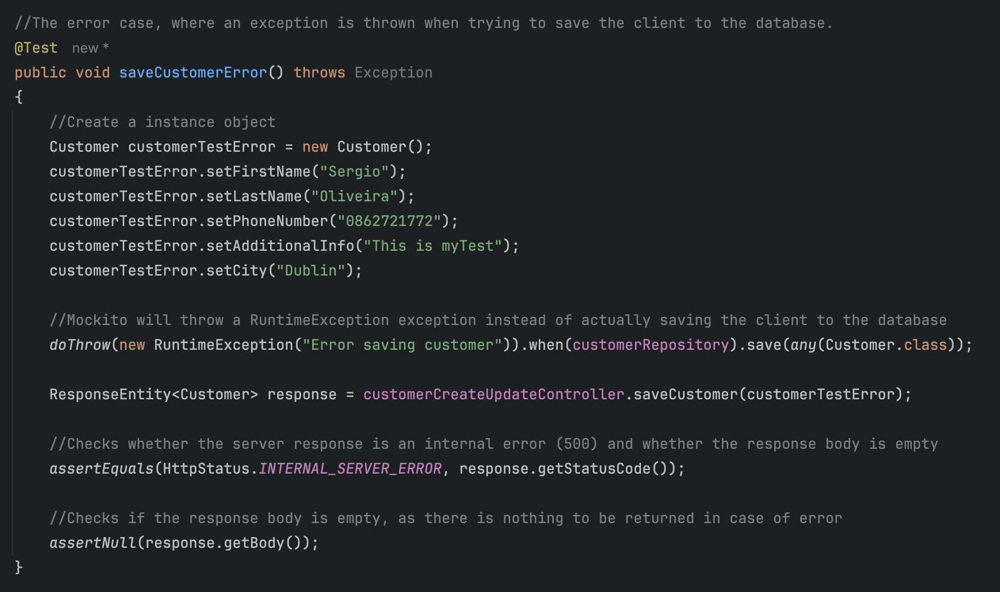 //The error case, where an exception is thrown when trying to save the client to the database.
@Test new *
public void saveCustomerError() throws Exception
{
//Create a instance object
Customer customerTestError = new Customer();
customerTestError.setFirstName("Sergio");
customerTestError.setLastName("Oliveira");
customerTestError.setPhoneNumber("0862721772");
customerTestError.setAdditionalInfo("This is myTest");
customerTestError.setCity("Dublin");
//Mockito will throw a RuntimeException exception instead of actually saving the client to the database
doThrow(new RuntimeException("Error saving customer")).when(customerRepository).save(any(Customer.class));
ResponseEntity<Customer> response = customerCreateUpdateController.saveCustomer(customerTestError);
//Checks whether the server response is an internal error (500) and whether the response body is empty
assertEquals(HttpStatus.INTERNAL_SERVER_ERROR, response.getStatusCode());
//Checks if the response body is empty, as there is nothing to be returned in case of error
assertNull(response.getBody());
}